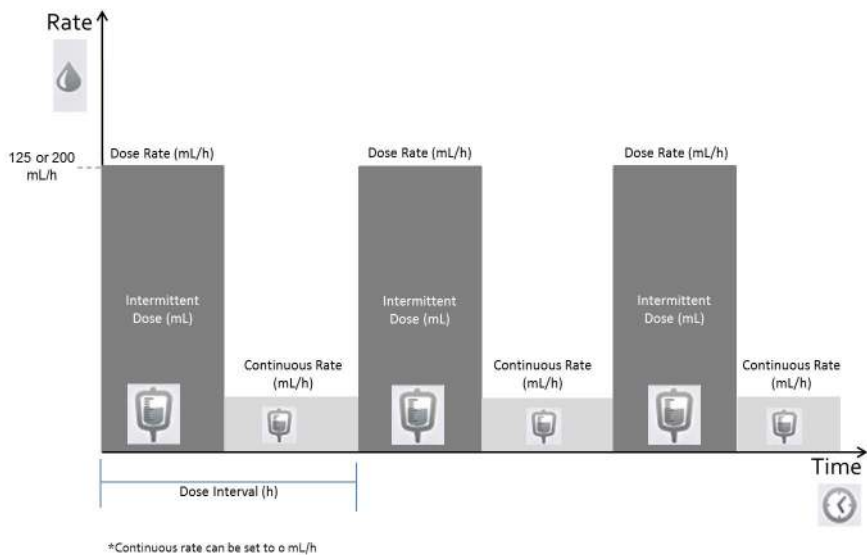 Rate
125 or 200
mL/h
Dose Rate (mL/h)
Dose Rate (mL/h)
Dose Rate (mL/h)
Intermittent
Dose (mL)
Intermittent
Dose (mL)
Intermittent
Dose (mL)
Continuous Rate
(mL/h)
Continuous Rate
(mL/h)
Continuous Rate
(mL/h)
Time
Dose Interval (h)
*Continuous rate can be set to 0 mL/h